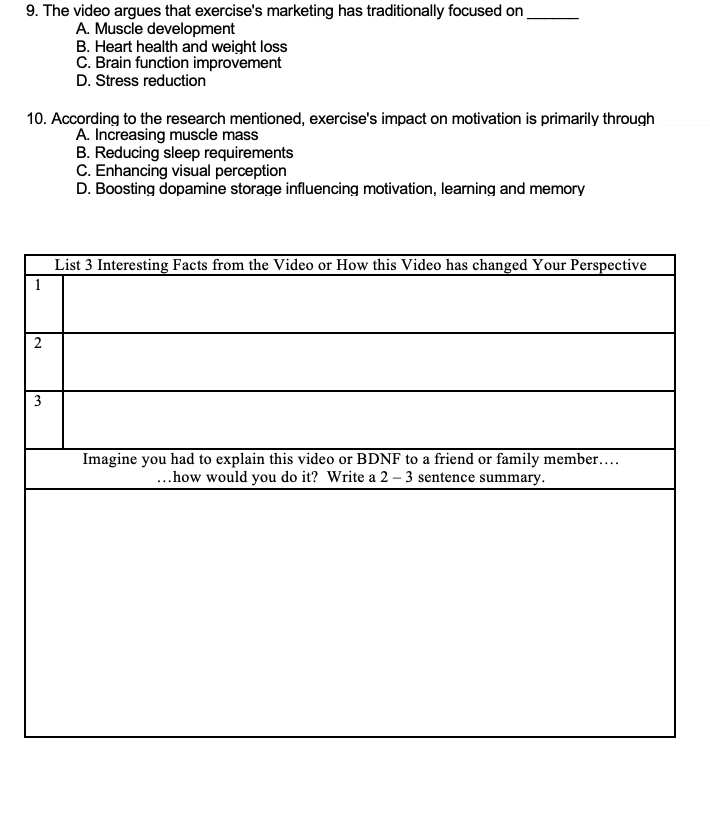 9. The video argues that exercise's marketing has traditionally focused on ______
A. Muscle development
B. Heart health and weight loss
C. Brain function improvement
D. Stress reduction
10. According to the research mentioned, exercise's impact on motivation is primarily through
A. Increasing muscle mass
B. Reducing sleep requirements
C. Enhancing visual perception
D. Boosting dopamine storage influencing motivation, learning and memory
List 3 Interesting Facts from the Video or How this Video has changed Your Perspective
1
2
3
Imagine you had to explain this video or BDNF to a friend or family member….
…how would you do it? Write a 2 – 3 sentence summary.